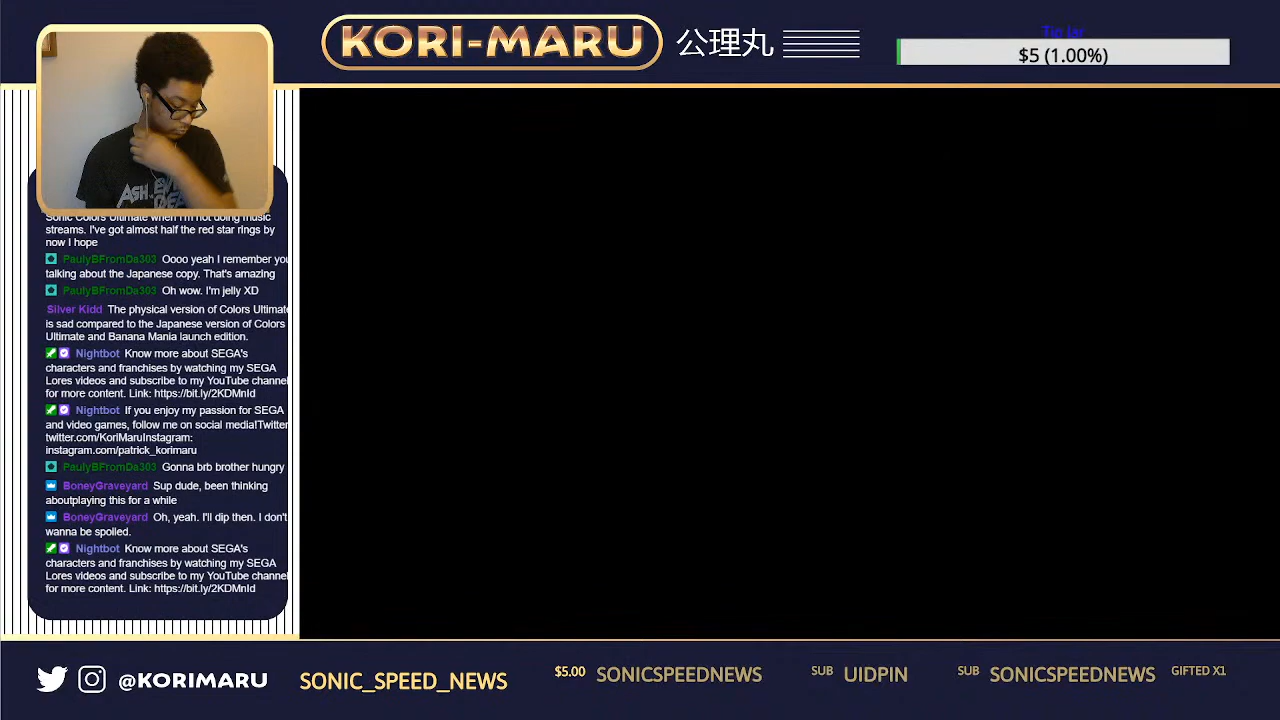 KORI-MARU
公理丸
Tip Jar
$5 (1.00%)
ASH EV
DEA
Sonic Colors Ultimate when I'm not doing music
streams. I've got almost half the red star rings by
now I hope
PaulyBFromDa303 Oooo yeah I remember you
talking about the Japanese copy. That's amazing
PaulyBFromDa303 Oh wow. I'm jelly XD
Silver Kidd The physical version of Colors Ultimate
is sad compared to the Japanese version of Colors
Ultimate and Banana Mania launch edition.
Nightbot Know more about SEGA's
characters and franchises by watching my SEGA
Lores videos and subscribe to my YouTube channel
for more content. Link: https://bit.ly/2KDMnId
Nightbot If you enjoy my passion for SEGA
and video games, follow me on social media!Twitter:
twitter.com/KoriMaruInstagram:
instagram.com/patrick_korimaru
PaulyBFromDa303 Gonna brb brother hungry
BoneyGraveyard Sup dude, been thinking
aboutplaying this for a while
BoneyGraveyard Oh, yeah. I'll dip then. I don't
wanna be spoiled.
Nightbot Know more about SEGA's
characters and franchises by watching my SEGA
Lores videos and subscribe to my YouTube channel
for more content. Link: https://bit.ly/2KDMnId
@KORIMARU
SONIC_SPEED_NEWS
$5.00 SONICSPEEDNEWS
SUB UIDPIN
SUB SONICSPEEDNEWS GIFTED X1